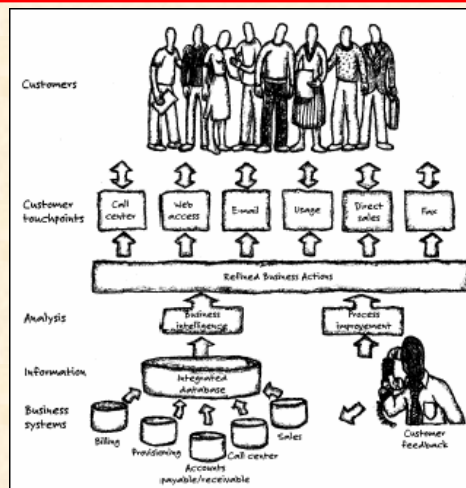 Customers
Customer
touchpoints
Call
center
Web
access
E-mail
Usage
Direct
sales
Fax
Refined Business Actions
Analysis
Business
intelligence
Process
improvement
Information
Integrated
database
Business
systems
Billing
Provisioning
Accounts
payable/receivable
Call center
Sales
Customer
feedback